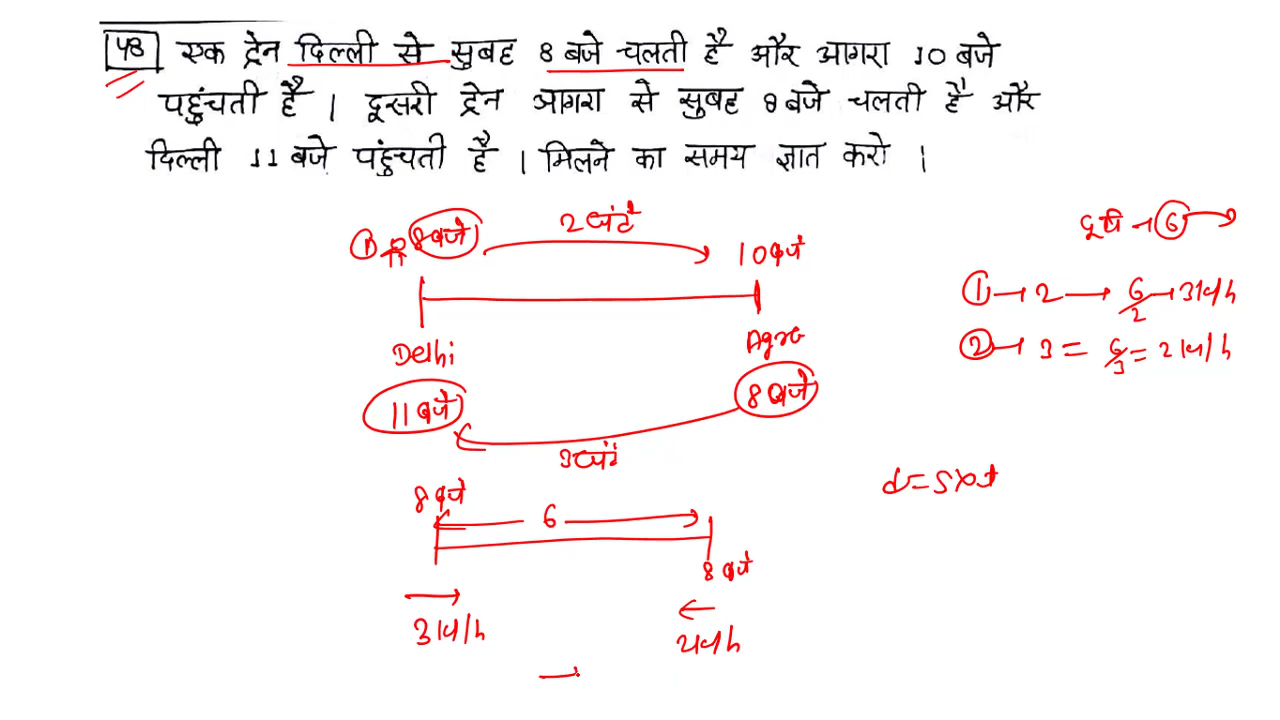 48 एक ट्रेन दिल्ली से सुबह 8 बजे चलती है और आगरा 10 बजे
पहुंचती है । दूसरी ट्रेन आगरा से सुबह 8 बजे चलती है और
दिल्ली 11 बजे पहुंचती है । मिलने का समय ज्ञात करो ।
① 8 बजे 2 घंटे 10 बजे
Delhi Agra
11 बजे 8 बजे
3 घंटे
दूरी → 6
① → 2 → 6/2 → 3 km/h
② → 3 = 6/3 = 2 km/h
d = s × t
8 बजे 6
8 बजे
3 km/h 2 km/h